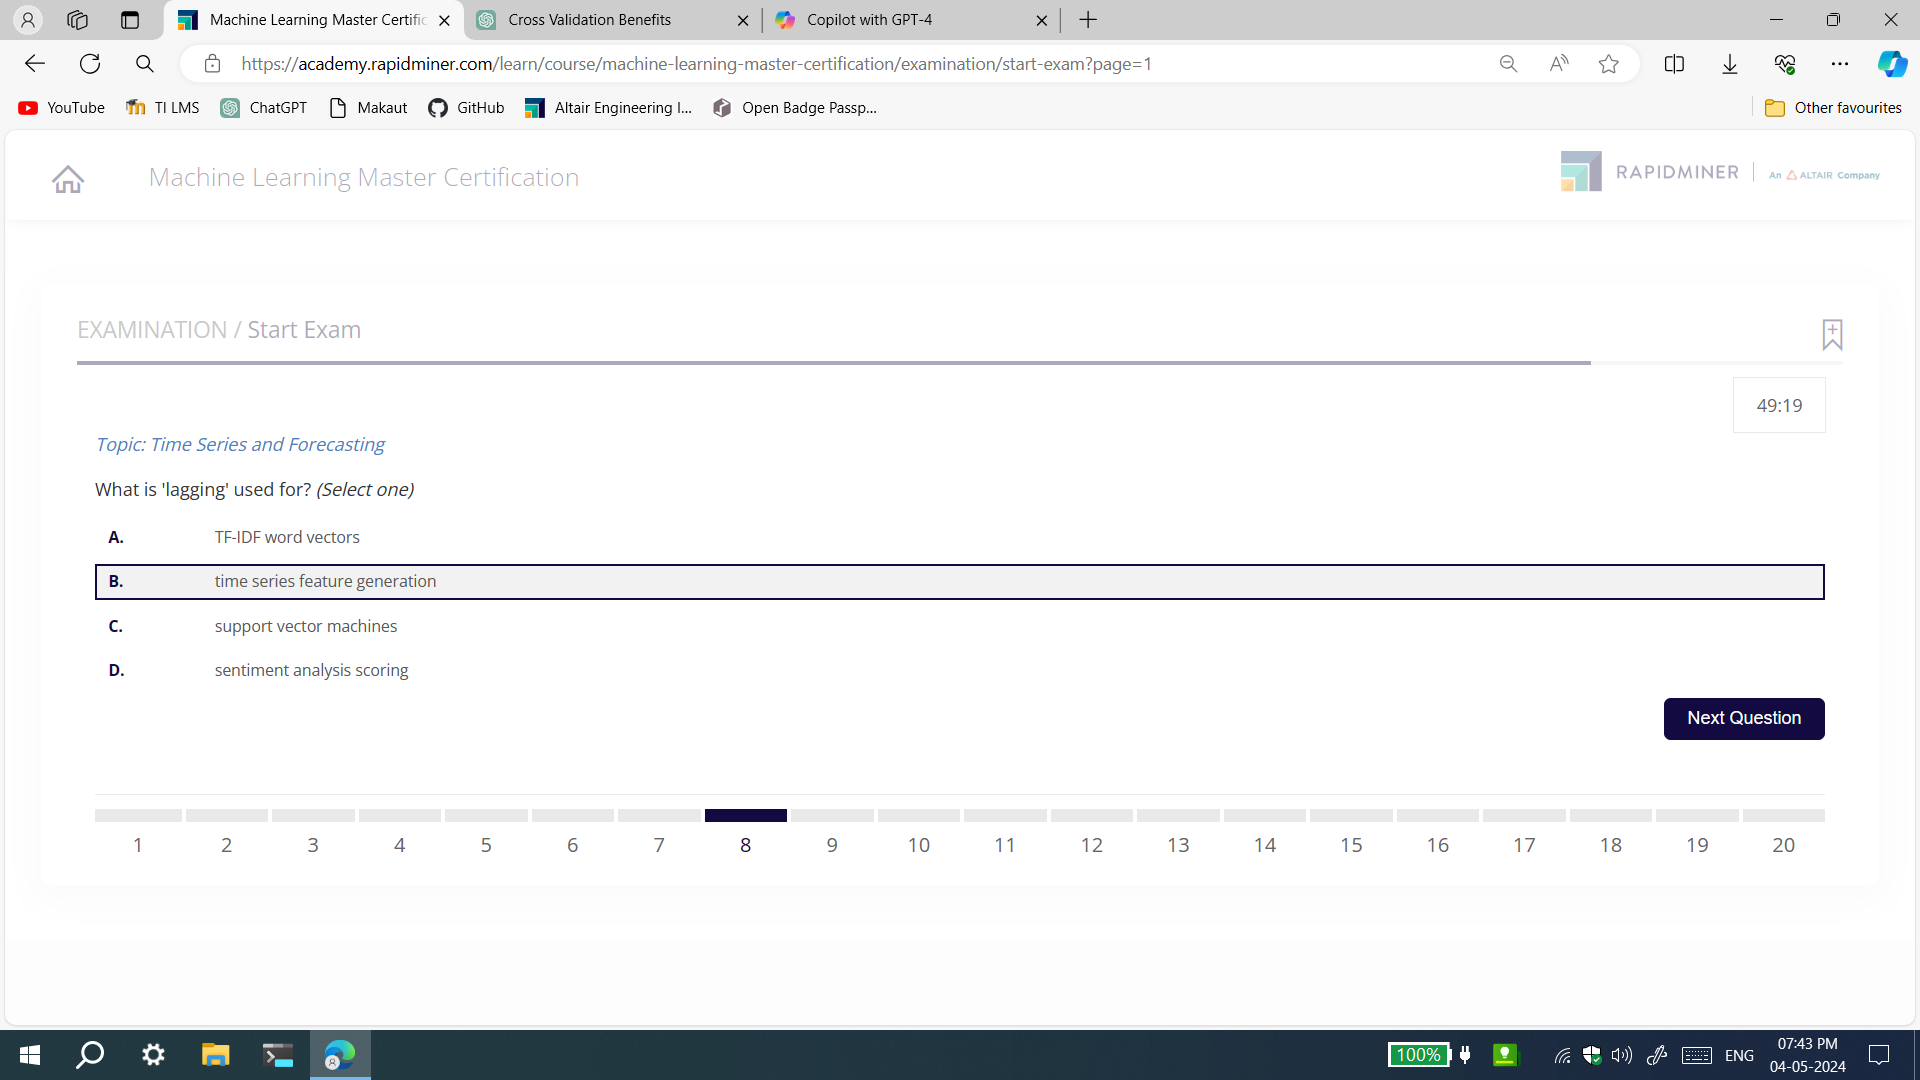 Machine Learning Master Certific
Cross Validation Benefits
Copilot with GPT-4
https://academy.rapidminer.com/learn/course/machine-learning-master-certification/examination/start-exam?page=1
YouTube
TI LMS
ChatGPT
Makaut
GitHub
Altair Engineering I...
Open Badge Passp...
Other favourites
Machine Learning Master Certification
RAPIDMINER
An ALTAIR Company
EXAMINATION / Start Exam
49:19
Topic: Time Series and Forecasting
What is 'lagging' used for? (Select one)
A. TF-IDF word vectors
B. time series feature generation
C. support vector machines
D. sentiment analysis scoring
Next Question
1 2 3 4 5 6 7 8 9 10 11 12 13 14 15 16 17 18 19 20
100%
ENG
07:43 PM
04-05-2024